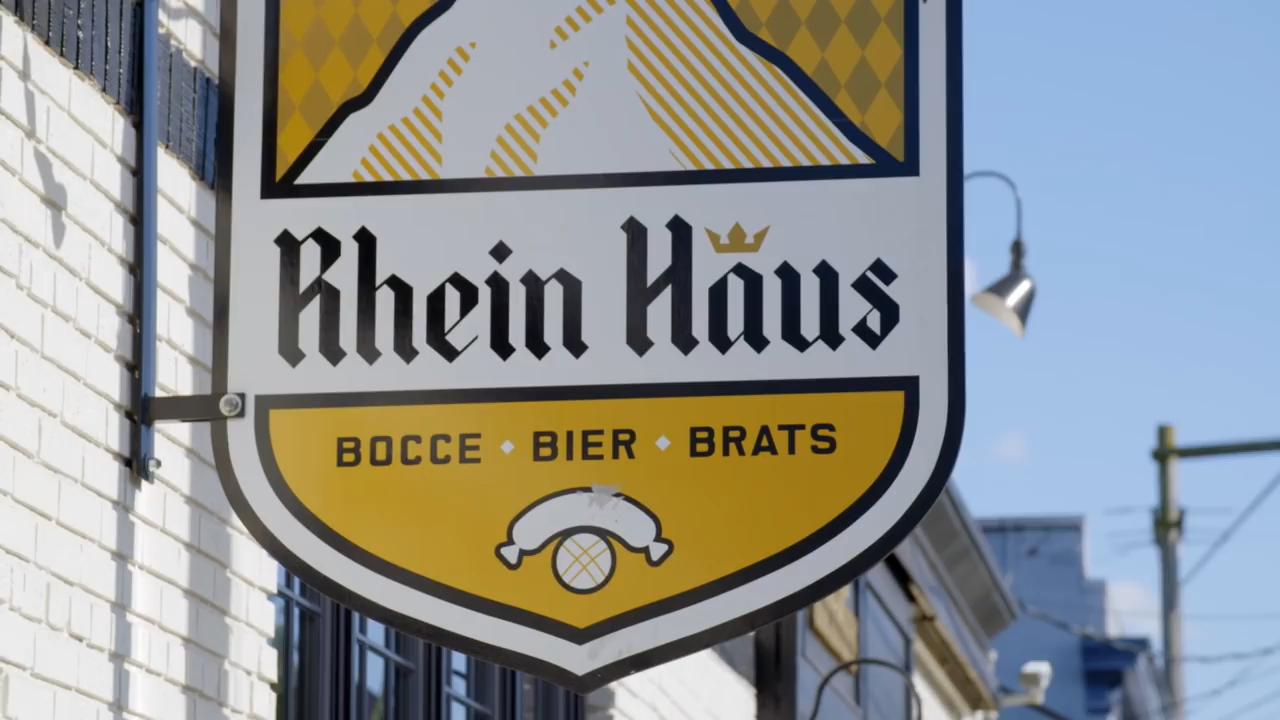 Rhein Haus
BOCCE • BIER • BRATS